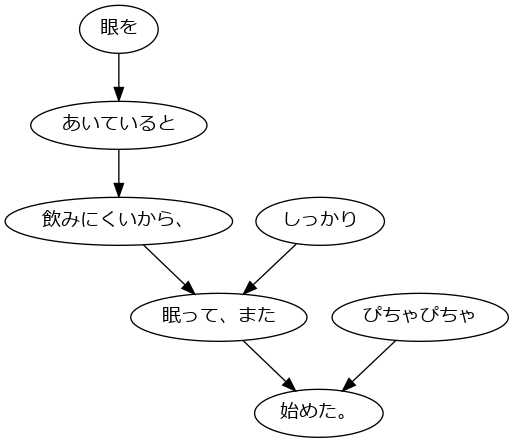 眼を
あいていると
飲みにくいから、
しっかり
眠って、また
ぴちゃぴちゃ
始めた。